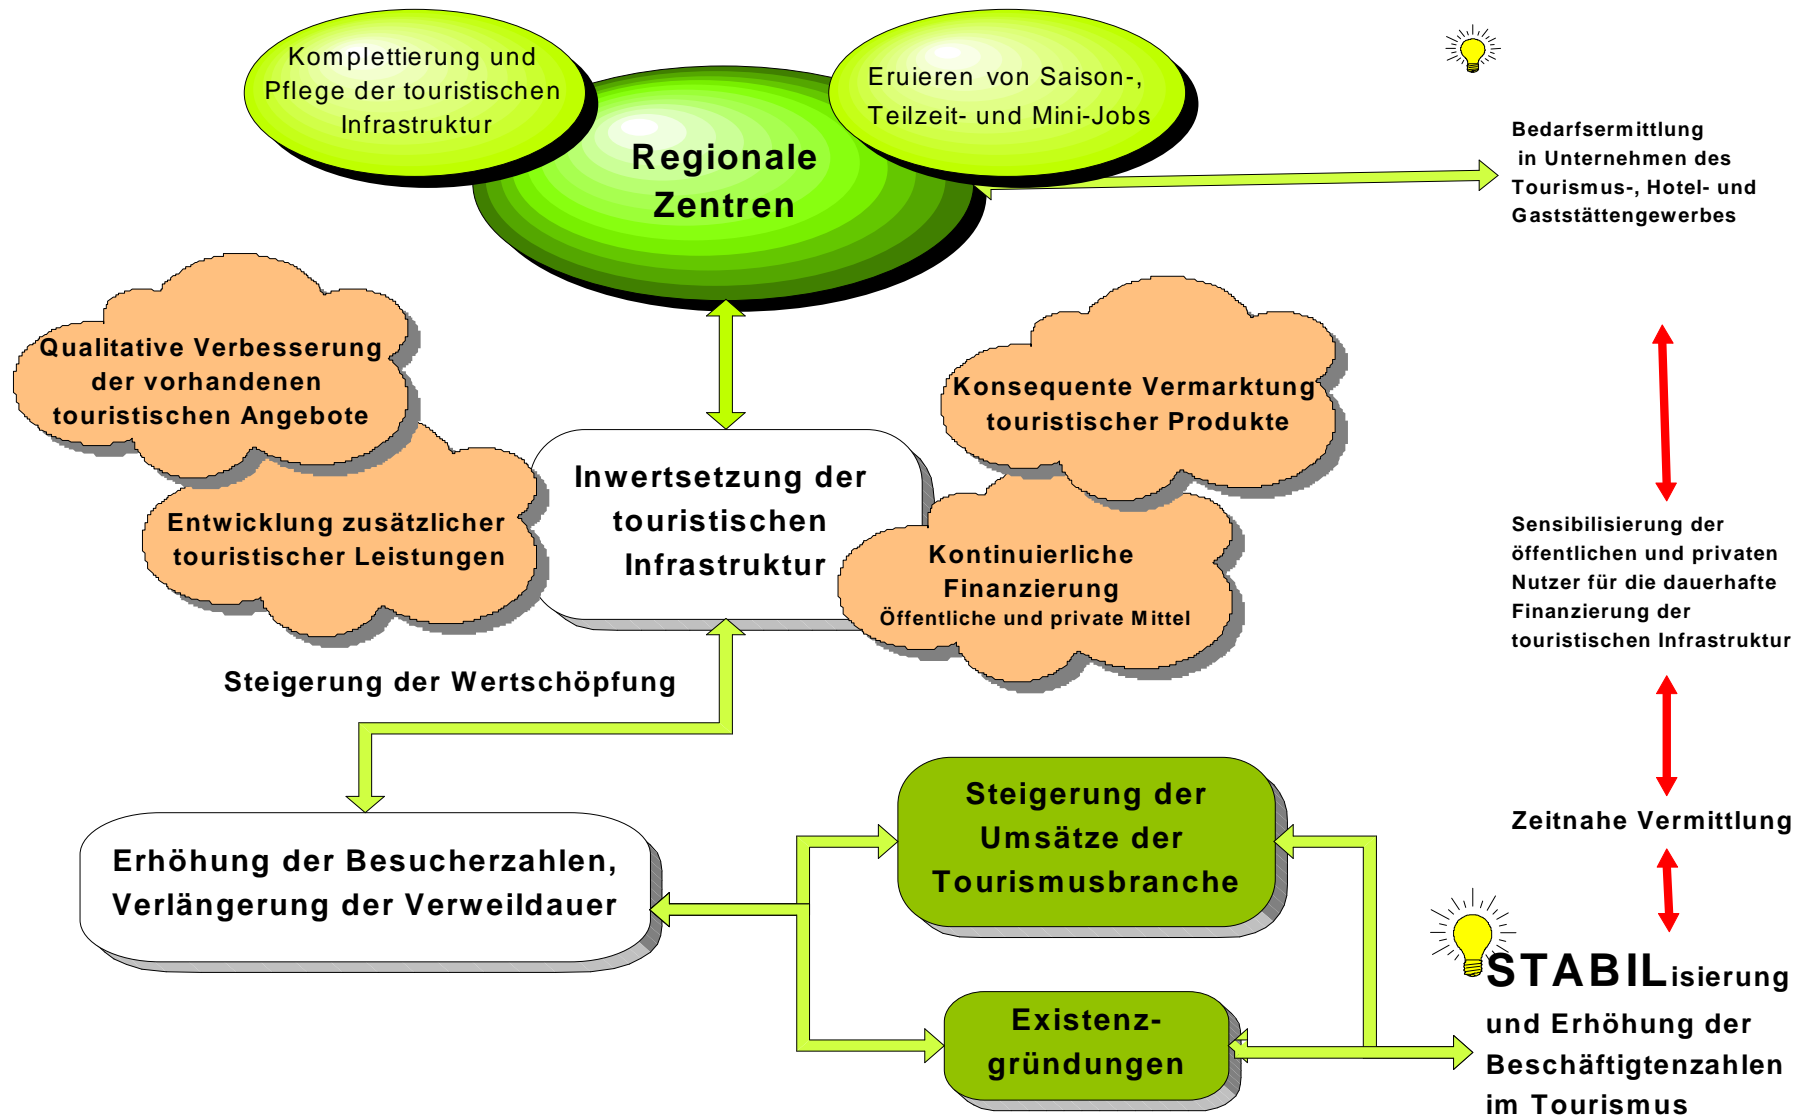 Komplettierung und
Pflege der touristischen
Infrastruktur
Eruieren von Saison-,
Teilzeit- und Mini-Jobs
Regionale
Zentren
Bedarfsermittlung
in Unternehmen des
Tourismus-, Hotel- und
Gaststättengewerbes
Qualitative Verbesserung
der vorhandenen
touristischen Angebote
Konsequente Vermarktung
touristischer Produkte
Inwertsetzung der
touristischen
Infrastruktur
Entwicklung zusätzlicher
touristischer Leistungen
Kontinuierliche
Finanzierung
Öffentliche und private Mittel
Sensibilisierung der
öffentlichen und privaten
Nutzer für die dauerhafte
Finanzierung der
touristischen Infrastruktur
Steigerung der Wertschöpfung
Zeitnahe Vermittlung
Steigerung der
Umsätze der
Tourismusbranche
Erhöhung der Besucherzahlen,
Verlängerung der Verweildauer
Existenz-
gründungen
STABILisierung
und Erhöhung der
Beschäftigtenzahlen
im Tourismus